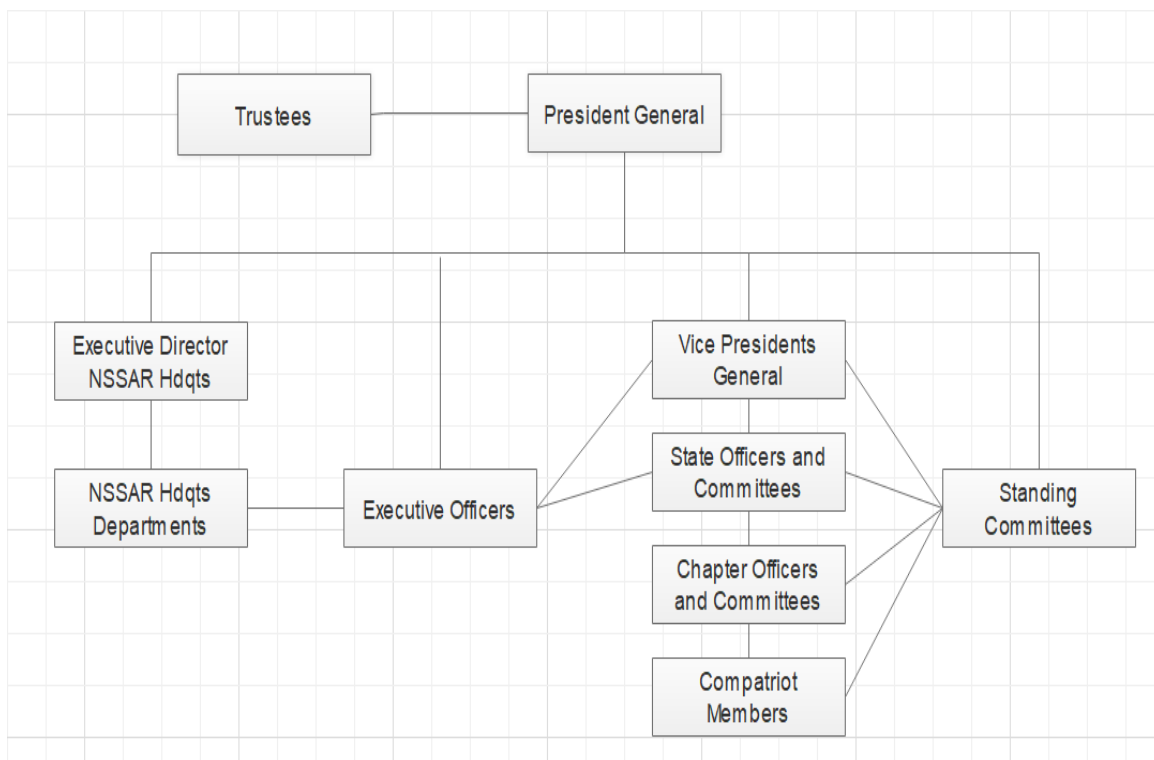 Trustees
President General
Executive Director
NSSAR Hdqts
Vice Presidents
General
State Officers and
Committees
NSSAR Hdqts
Departments
Executive Officers
Standing
Committees
Chapter Officers
and Committees
Compatriot
Members